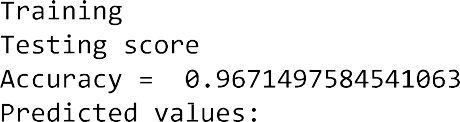 Training
Testing score
Accuracy =  0.9671497584541063
Predicted values: